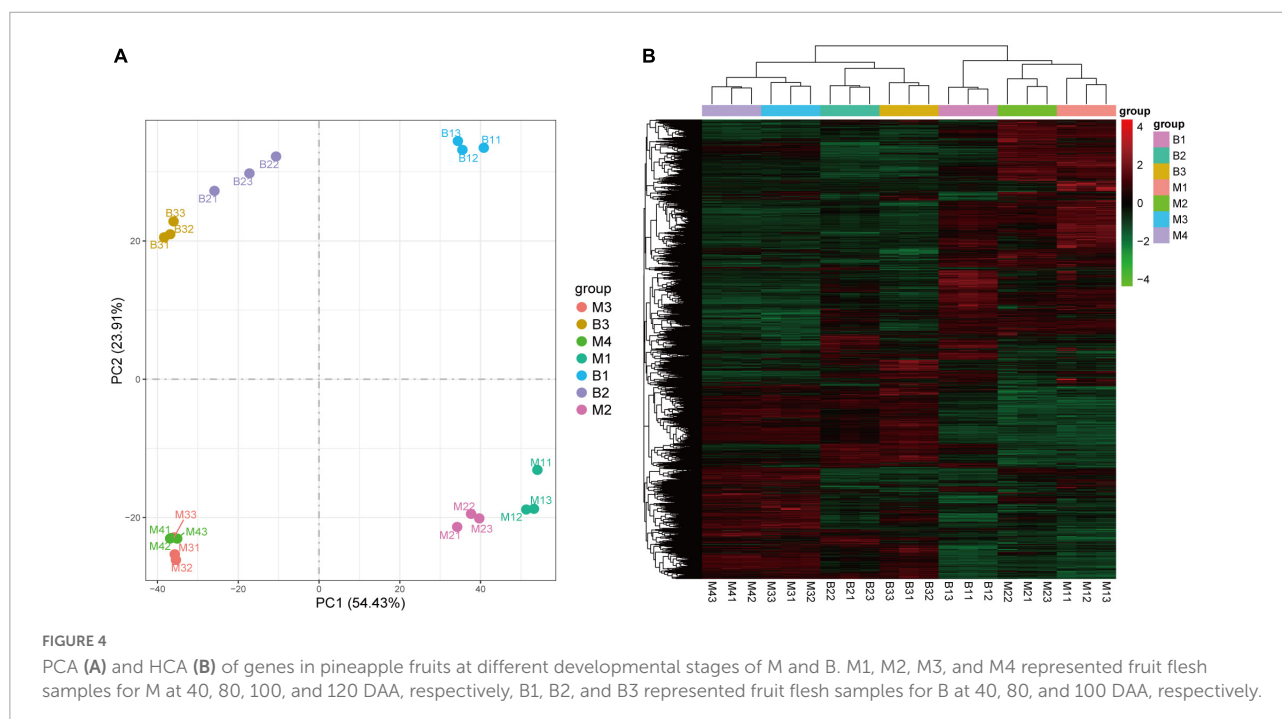 A
B13
B11
B12
B22
B23
B21
B33
B32
B31
20
0
−20
PC2 (23.91%)
M11
M13
M12
M22
M23
M21
M33
M41
M43
M42
M31
M32
−40
−20
0
20
40
PC1 (54.43%)
group
M3
B3
M4
M1
B1
B2
M2
B
group
4
2
0
−2
−4
group
B1
B2
B3
M1
M2
M3
M4
M43
M41
M42
M33
M31
M32
B22
B21
B23
B33
B31
B32
B13
B11
B12
M22
M21
M23
M11
M12
M13
FIGURE 4
PCA (A) and HCA (B) of genes in pineapple fruits at different developmental stages of M and B. M1, M2, M3, and M4 represented fruit flesh
samples for M at 40, 80, 100, and 120 DAA, respectively, B1, B2, and B3 represented fruit flesh samples for B at 40, 80, and 100 DAA, respectively.